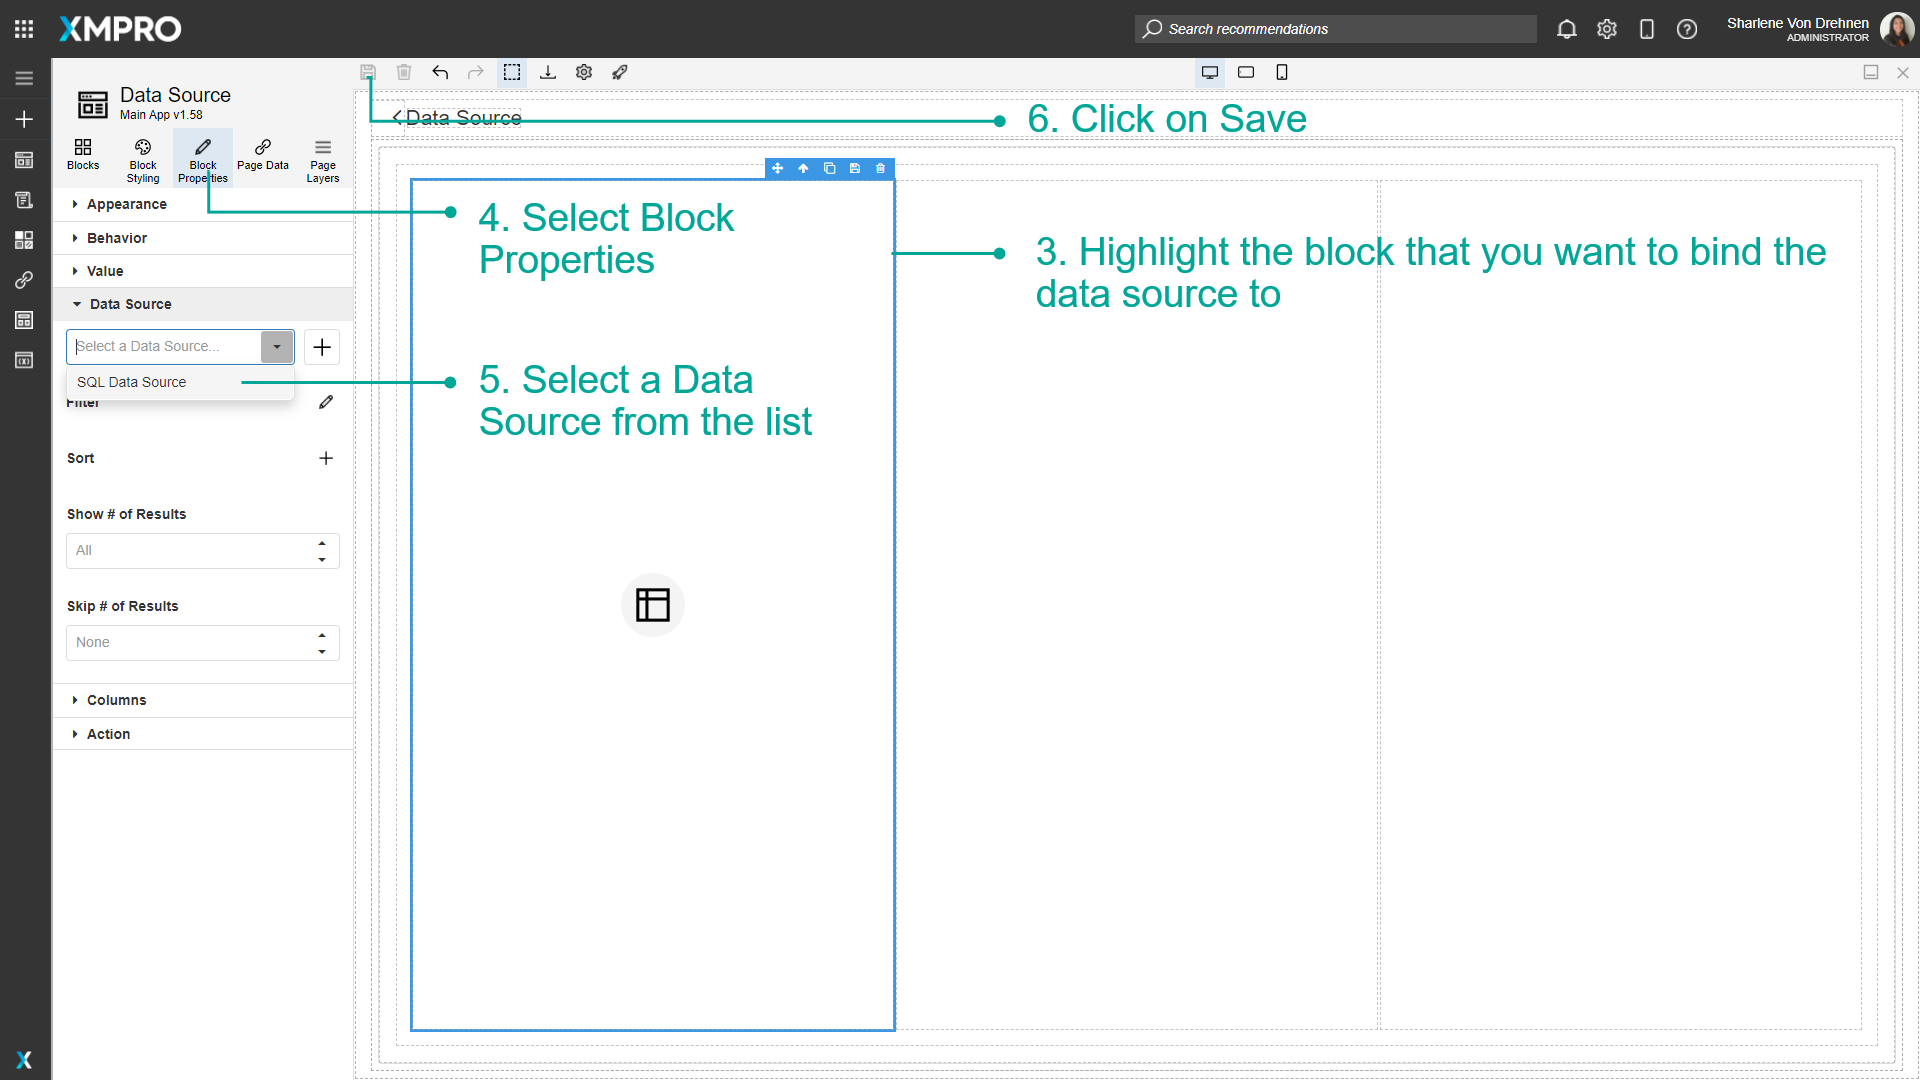 XMPRO
Search recommendations
Sharlene Von Drehnen
ADMINISTRATOR
Data Source
Main App v1.58
Blocks
Block
Styling
Block
Properties
Page Data
Page
Layers
Appearance
Behavior
Value
Data Source
Select a Data Source...
SQL Data Source
Filter
Sort
Show # of Results
All
Skip # of Results
None
Columns
Action
Data Source
6. Click on Save
4. Select Block
Properties
3. Highlight the block that you want to bind the
data source to
5. Select a Data
Source from the list